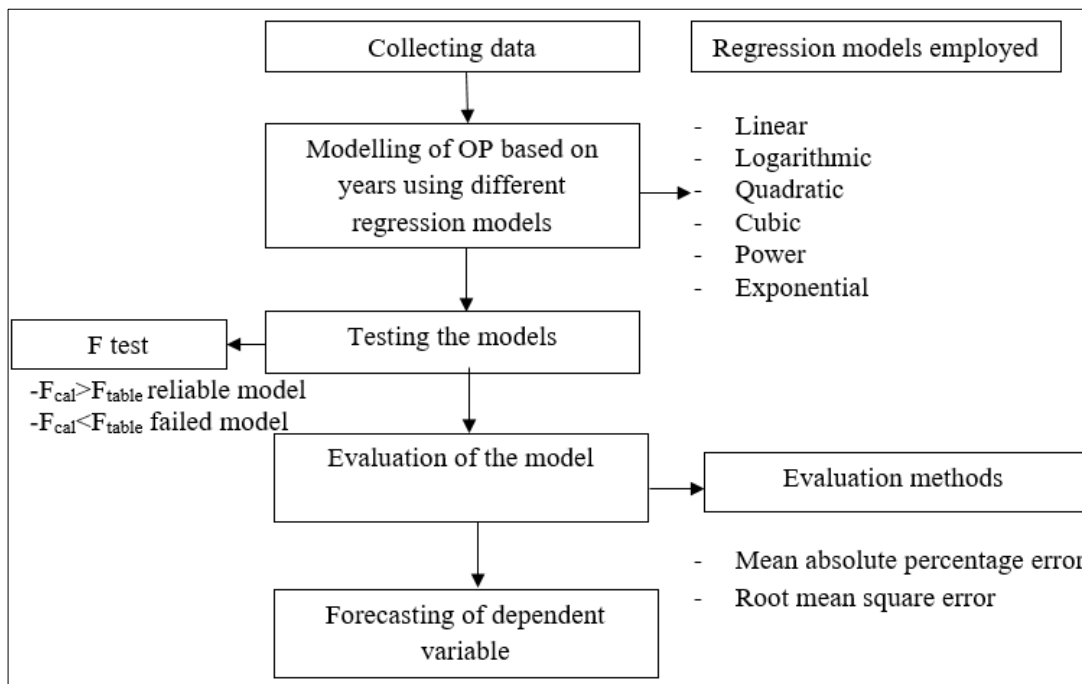 Collecting data
Regression models employed
Modelling of OP based on
years using different
regression models
- Linear
- Logarithmic
- Quadratic
- Cubic
- Power
- Exponential
Testing the models
F test
-Fcal>Ftable reliable model
-Fcal<Ftable failed model
Evaluation of the model
Evaluation methods
- Mean absolute percentage error
- Root mean square error
Forecasting of dependent
variable